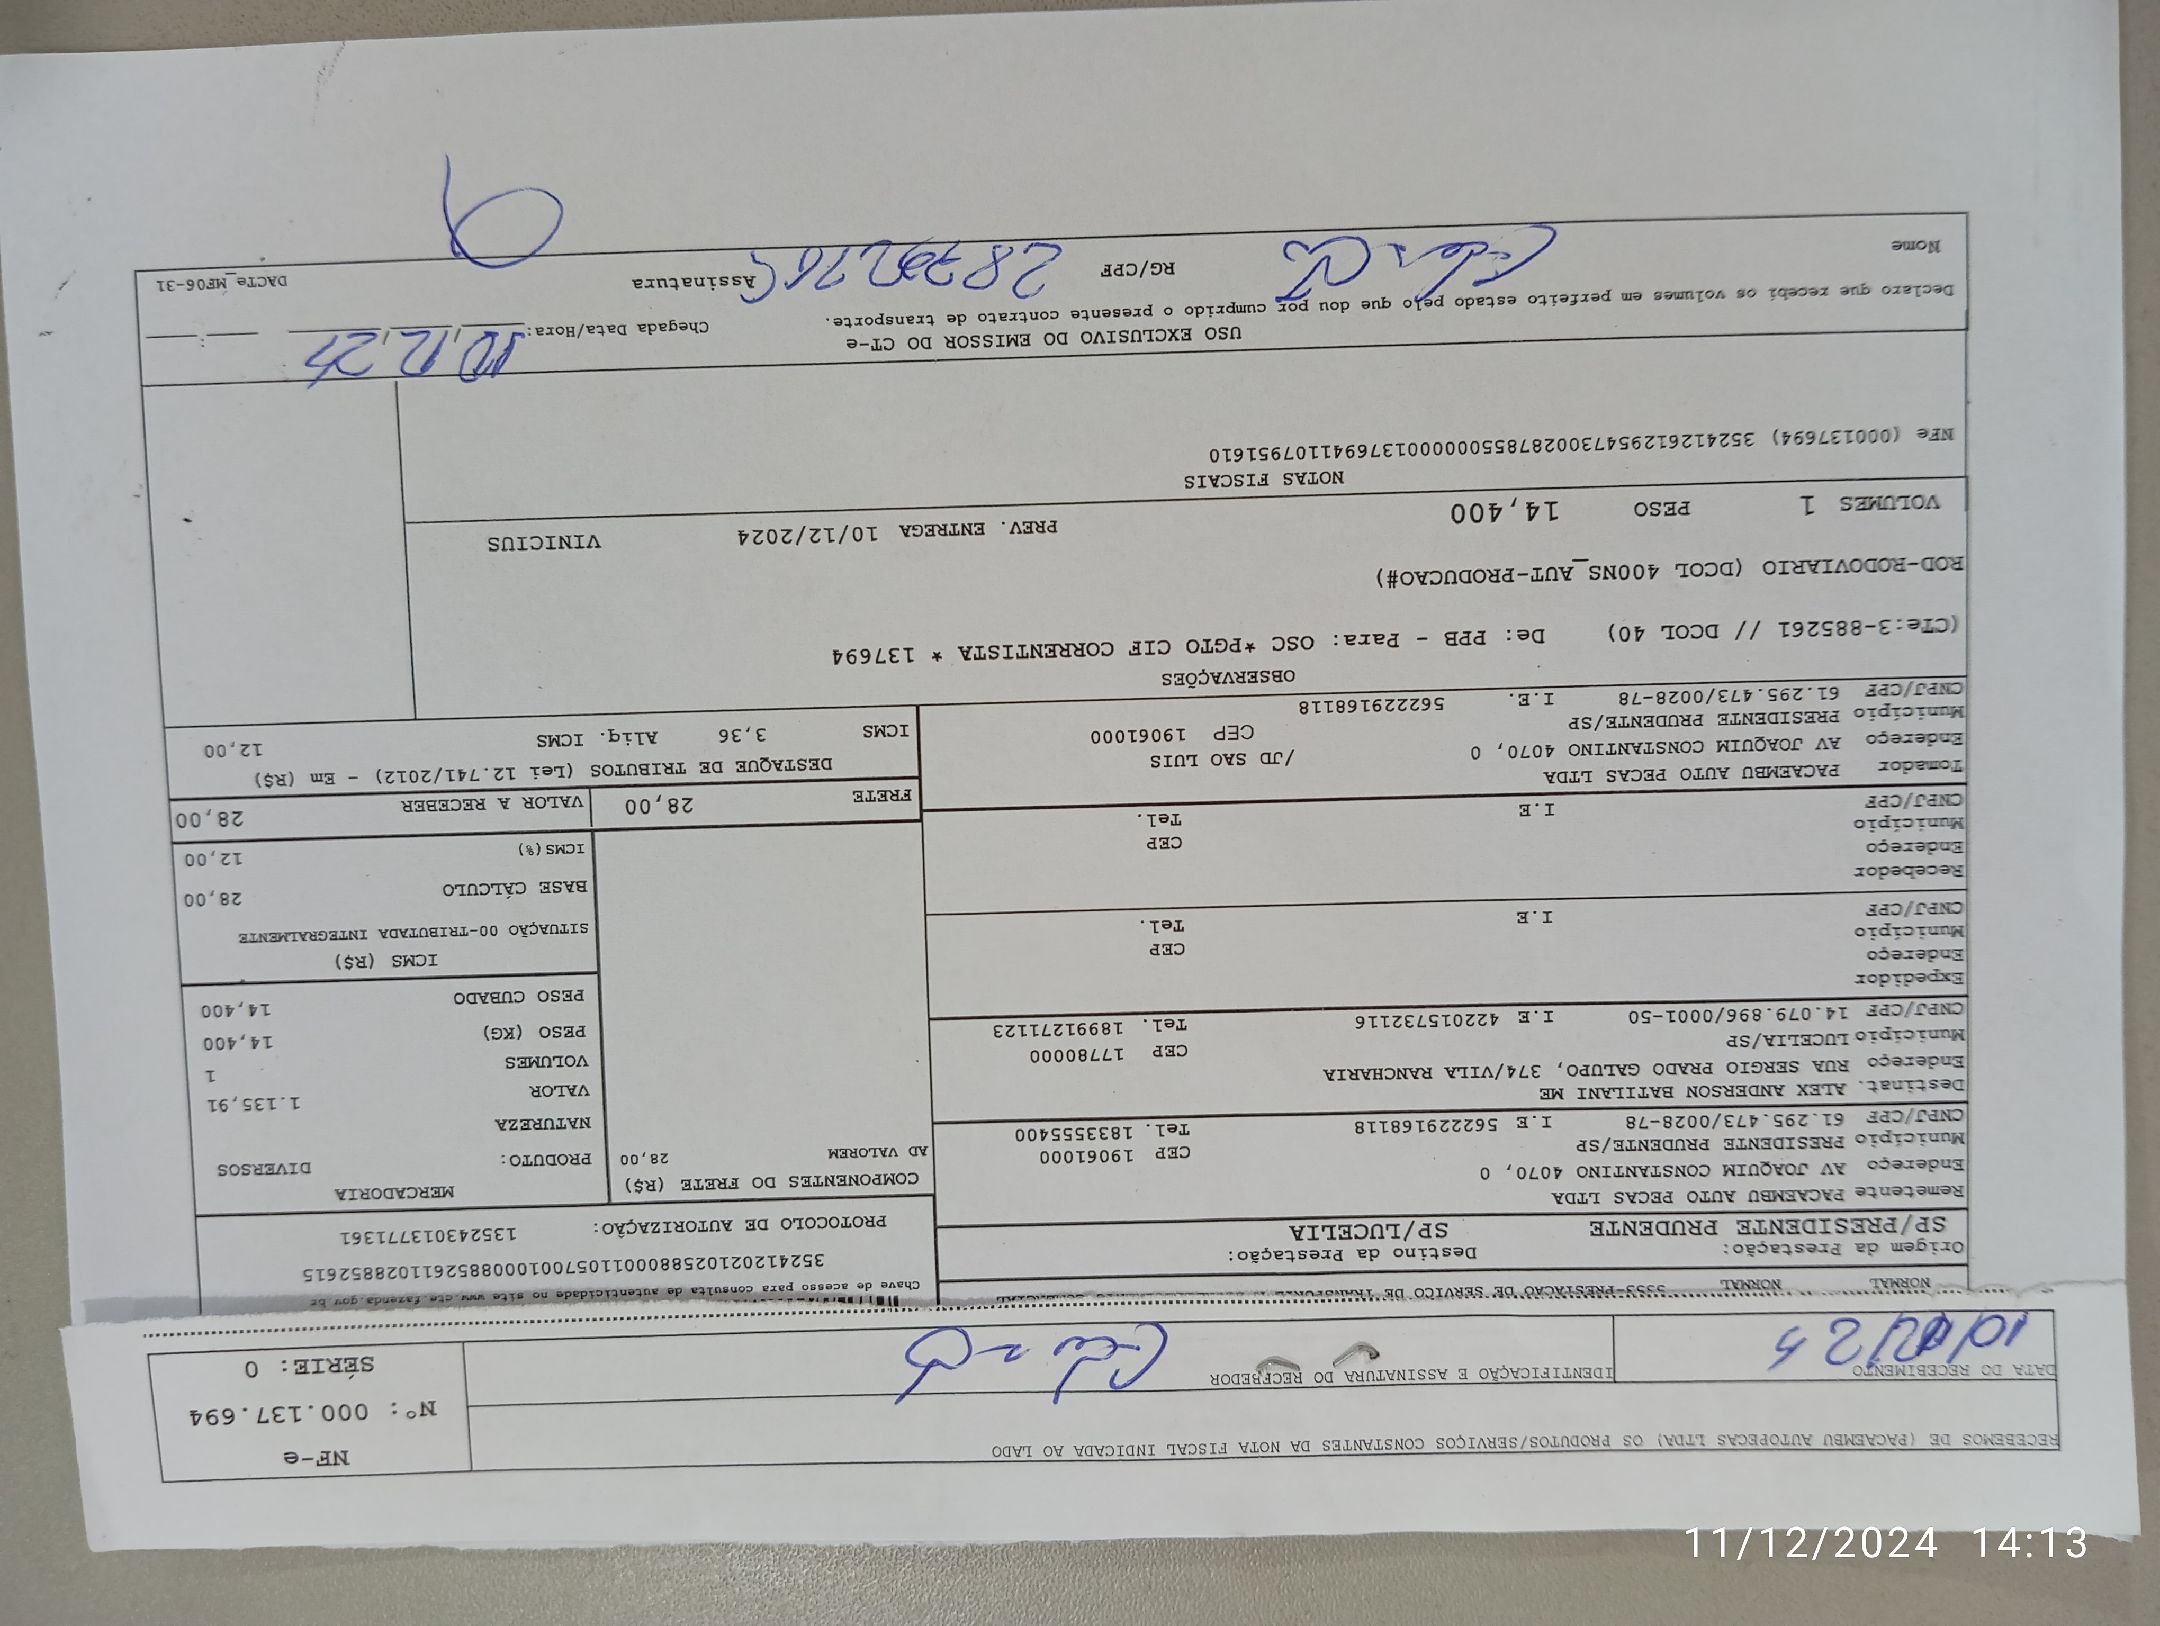 RECEBEMOS DE (PACAEMBU AUTOPECAS LTDA) OS PRODUTOS/SERVIÇOS CONSTANTES DA NOTA FISCAL INDICADA AO LADO
NF-e
Nº: 000.137.694
SÉRIE: 0
DATA DO RECEBIMENTO
10/12/24
IDENTIFICAÇÃO E ASSINATURA DO RECEBEDOR
NORMAL NORMAL 5353-PRESTACAO DE SERVICO DE
Chave de acesso para consulta de autenticidade no site www.cte.fazenda.gov.br
35241202102588000110570010008852611028852615
Origem da Prestação: Destino da Prestação:
SP/PRESIDENTE PRUDENTE SP/LUCELIA
PROTOCOLO DE AUTORIZAÇÃO: 135243013771361
Remetente PACAEMBU AUTO PECAS LTDA
Endereço AV JOAQUIM CONSTANTINO 4070, 0
Município PRESIDENTE PRUDENTE/SP CEP 19061000
CNPJ/CPF 61.295.473/0028-78 I.E 562229168118 Tel. 1833555400
Destinat. ALEX ANDERSON BATILANI ME
Endereço RUA SERGIO PRADO GALUPO, 374/VILA RANCHARIA
Município LUCELIA/SP CEP 17780000
CNPJ/CPF 14.079.896/0001-50 I.E 42201573​2116 Tel. 18991271123
Expedidor
Endereço
Município CEP
CNPJ/CPF I.E Tel.
Recebedor
Endereço
Município CEP
CNPJ/CPF I.E Tel.
Tomador PACAEMBU AUTO PECAS LTDA
Endereço AV JOAQUIM CONSTANTINO 4070, 0 /JD SAO LUIS
Município PRESIDENTE PRUDENTE/SP CEP 19061000
CNPJ/CPF 61.295.473/0028-78 I.E. 562229168118
COMPONENTES DO FRETE (R$)
AD VALOREM 28,00
MERCADORIA
PRODUTO: DIVERSOS
NATUREZA
VALOR 1.135,91
VOLUMES 1
PESO (KG) 14,400
PESO CUBADO 14,400
ICMS (R$)
SITUAÇÃO 00-TRIBUTADA INTEGRALMENTE
BASE CÁLCULO 28,00
ICMS(%) 12,00
FRETE 28,00 VALOR A RECEBER 28,00
DESTAQUE DE TRIBUTOS (Lei 12.741/2012) - Em (R$)
ICMS 3,36 Aliq. ICMS 12,00
OBSERVAÇÕES
(CTe:3-885261 // DCOL 40) De: PPB - Para: OSC *PGTO CIF CORRENTISTA * 137694
ROD-RODOVIARIO (DCOL 400NS_AUT-PRODUCAO#)
VOLUMES 1 PESO 14,400 PREV. ENTREGA 10/12/2024 VINICIUS
NOTAS FISCAIS
NFe (000137694) 35241261295473002878550000001376941107951610
USO EXCLUSIVO DO EMISSOR DO CT-e
Declaro que recebi os volumes em perfeito estado pelo que dou por cumprido o presente contrato de transporte.
Chegada Data/Hora: 10/12/24 __:__
Nome RG/CPF Assinatura
DACTe_MF06-31
11/12/2024 14:13